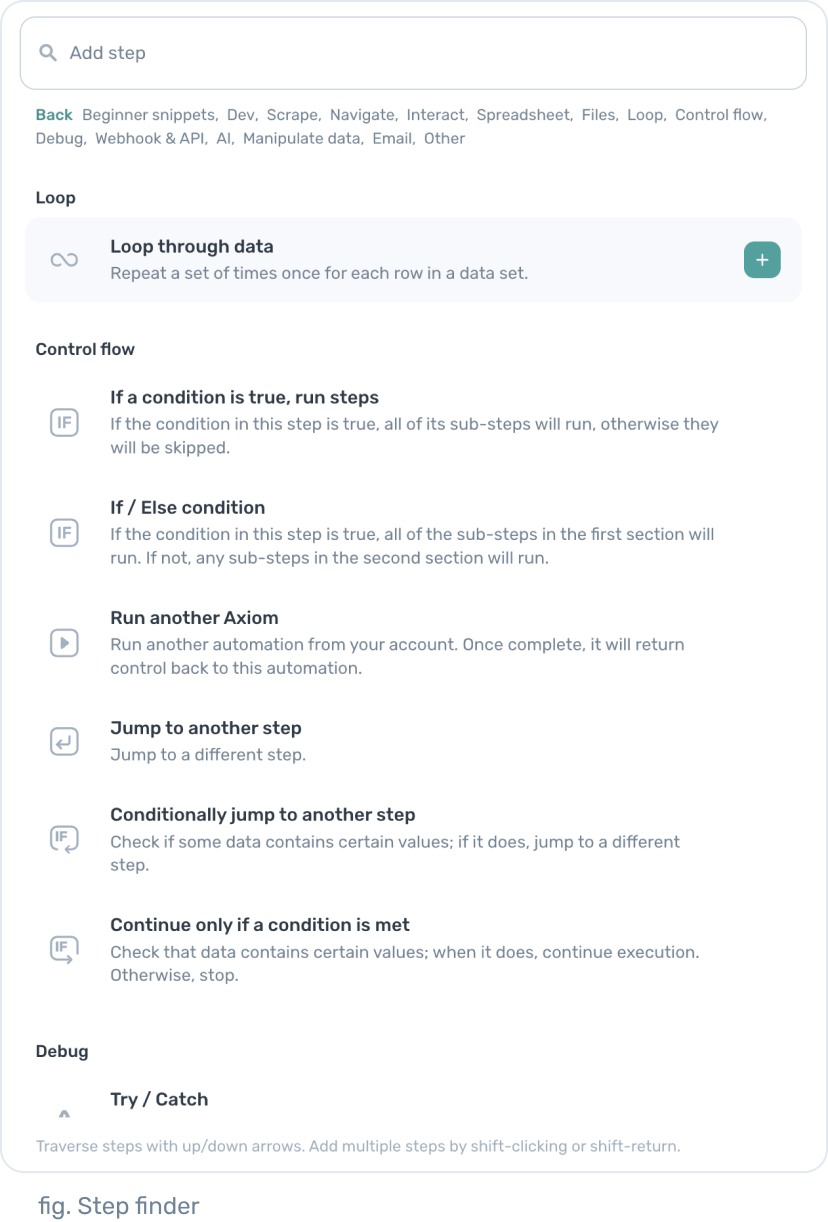 Add step
Back Beginner snippets, Dev, Scrape, Navigate, Interact, Spreadsheet, Files, Loop, Control flow,
Debug, Webhook & API, AI, Manipulate data, Email, Other
Loop
Loop through data
Repeat a set of times once for each row in a data set.
+
Control flow
If a condition is true, run steps
IF
If the condition in this step is true, all of its sub-steps will run, otherwise they
will be skipped.
If / Else condition
IF
If the condition in this step is true, all of the sub-steps in the first section will
run. If not, any sub-steps in the second section will run.
Run another Axiom
Run another automation from your account. Once complete, it will return
control back to this automation.
Jump to another step
Jump to a different step.
Conditionally jump to another step
IF
Check if some data contains certain values; if it does, jump to a different
step.
Continue only if a condition is met
IF
Check that data contains certain values; when it does, continue execution.
Otherwise, stop.
Debug
Try / Catch
Traverse steps with up/down arrows. Add multiple steps by shift-clicking or shift-return.
fig. Step finder